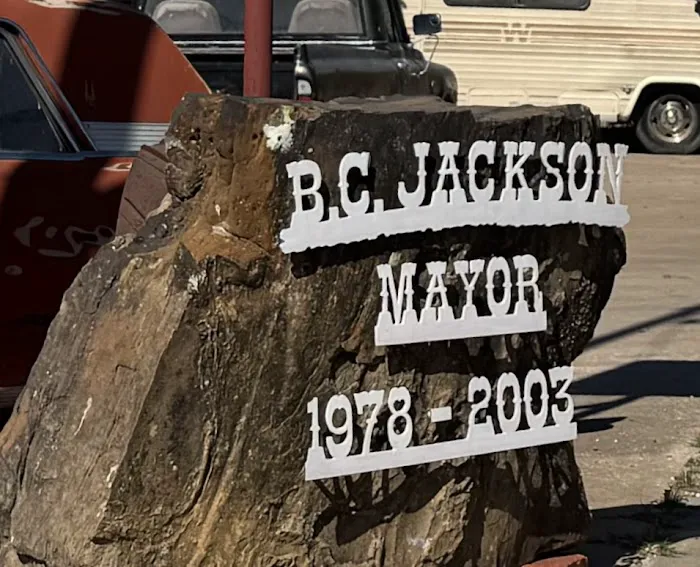 B.C. JACKSON
MAYOR
1978 - 2003